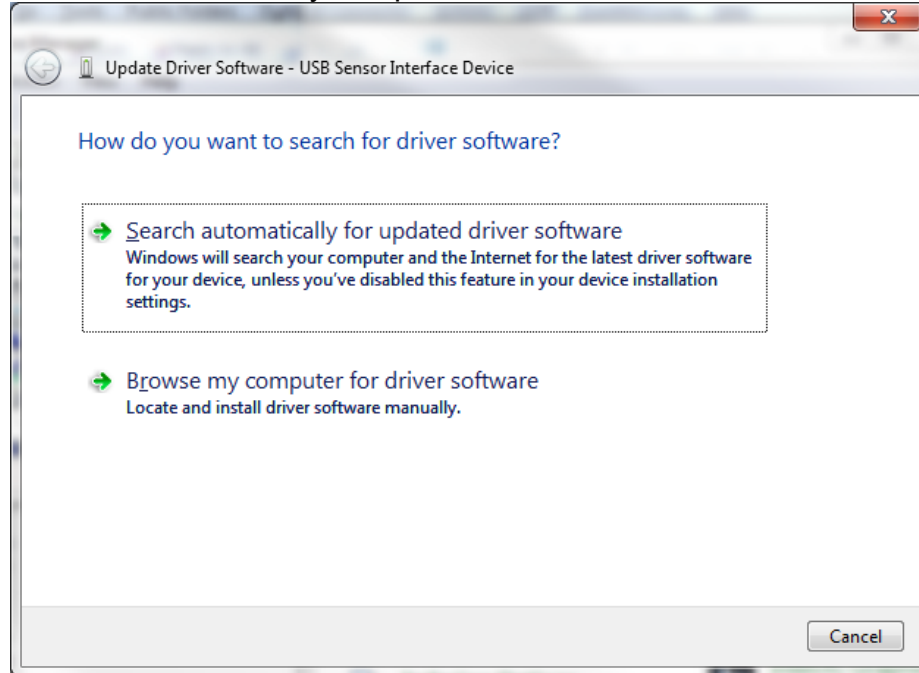 Update Driver Software - USB Sensor Interface Device
How do you want to search for driver software?
Search automatically for updated driver software
Windows will search your computer and the Internet for the latest driver software
for your device, unless you've disabled this feature in your device installation
settings.
Browse my computer for driver software
Locate and install driver software manually.
Cancel